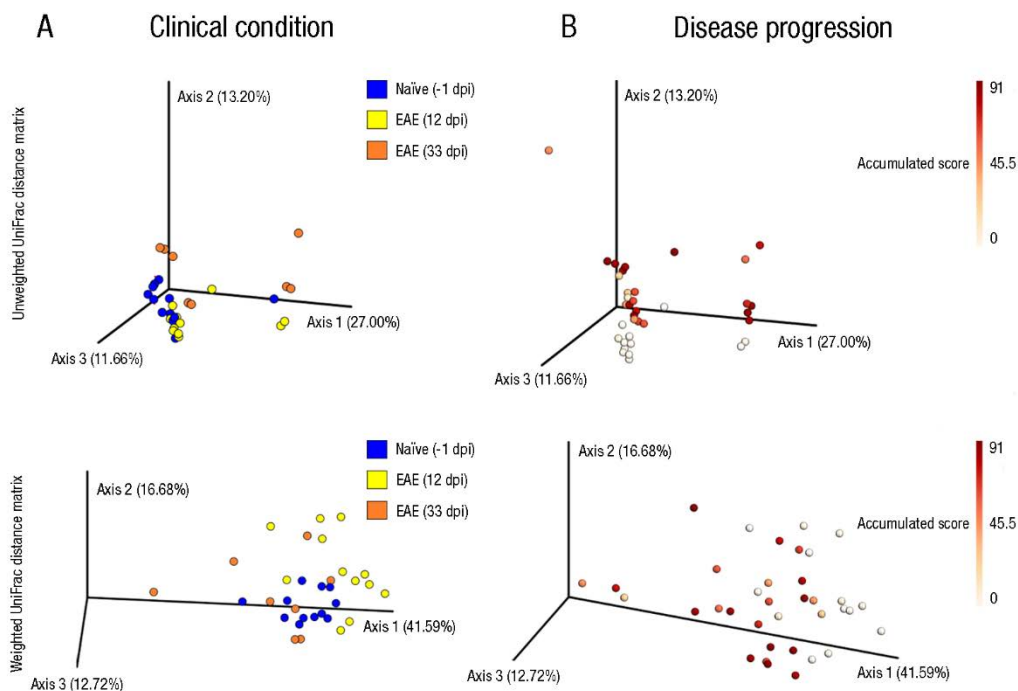 A Clinical condition
B Disease progression
Unweighted UniFrac distance matrix
Axis 2 (13.20%)
Naïve (-1 dpi)
EAE (12 dpi)
EAE (33 dpi)
Axis 1 (27.00%)
Axis 3 (11.66%)
Axis 2 (13.20%)
Accumulated score
91
45.5
0
Axis 1 (27.00%)
Axis 3 (11.66%)
Weighted UniFrac distance matrix
Axis 2 (16.68%)
Naïve (-1 dpi)
EAE (12 dpi)
EAE (33 dpi)
Axis 1 (41.59%)
Axis 3 (12.72%)
Axis 2 (16.68%)
Accumulated score
91
45.5
0
Axis 1 (41.59%)
Axis 3 (12.72%)